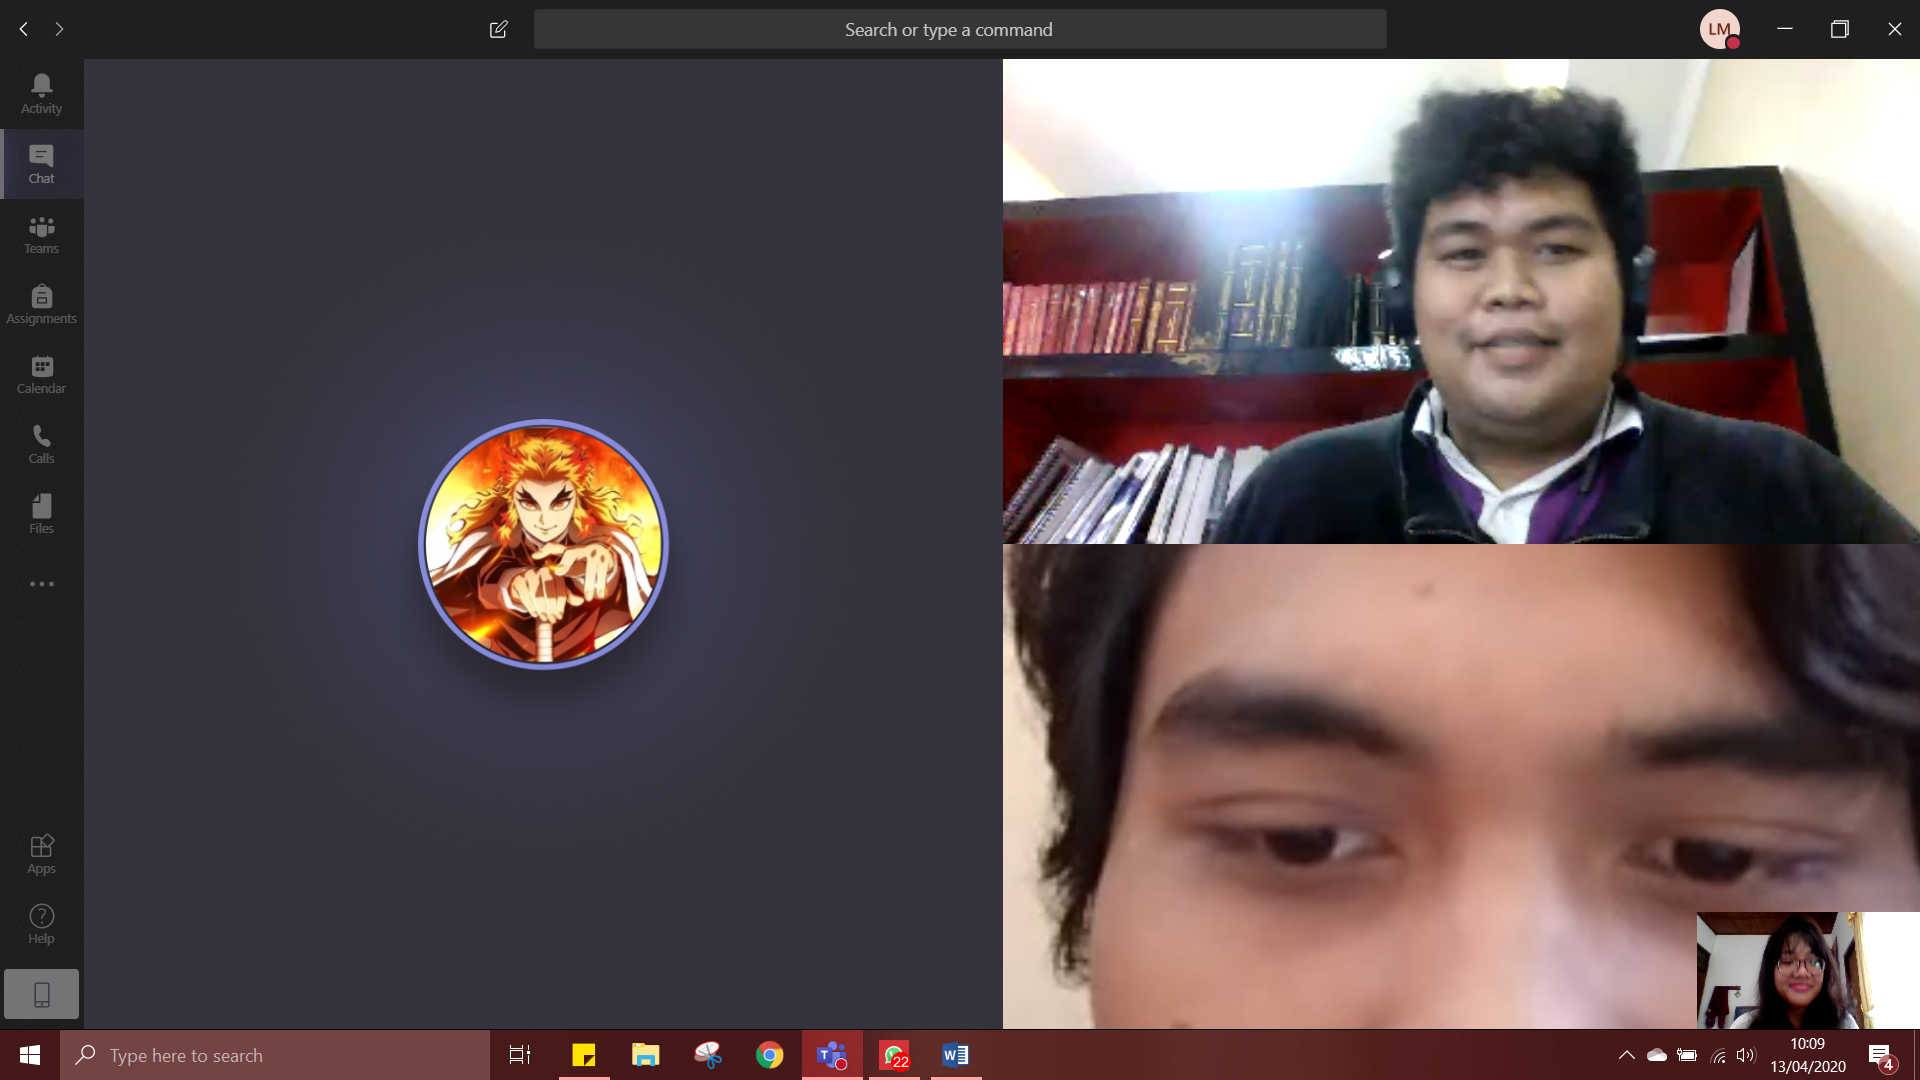 Search or type a command
LM
Activity
Chat
Teams
Assignments
Calendar
Calls
Files
Apps
Help
Type here to search
T
22
W
10:09
13/04/2020
4